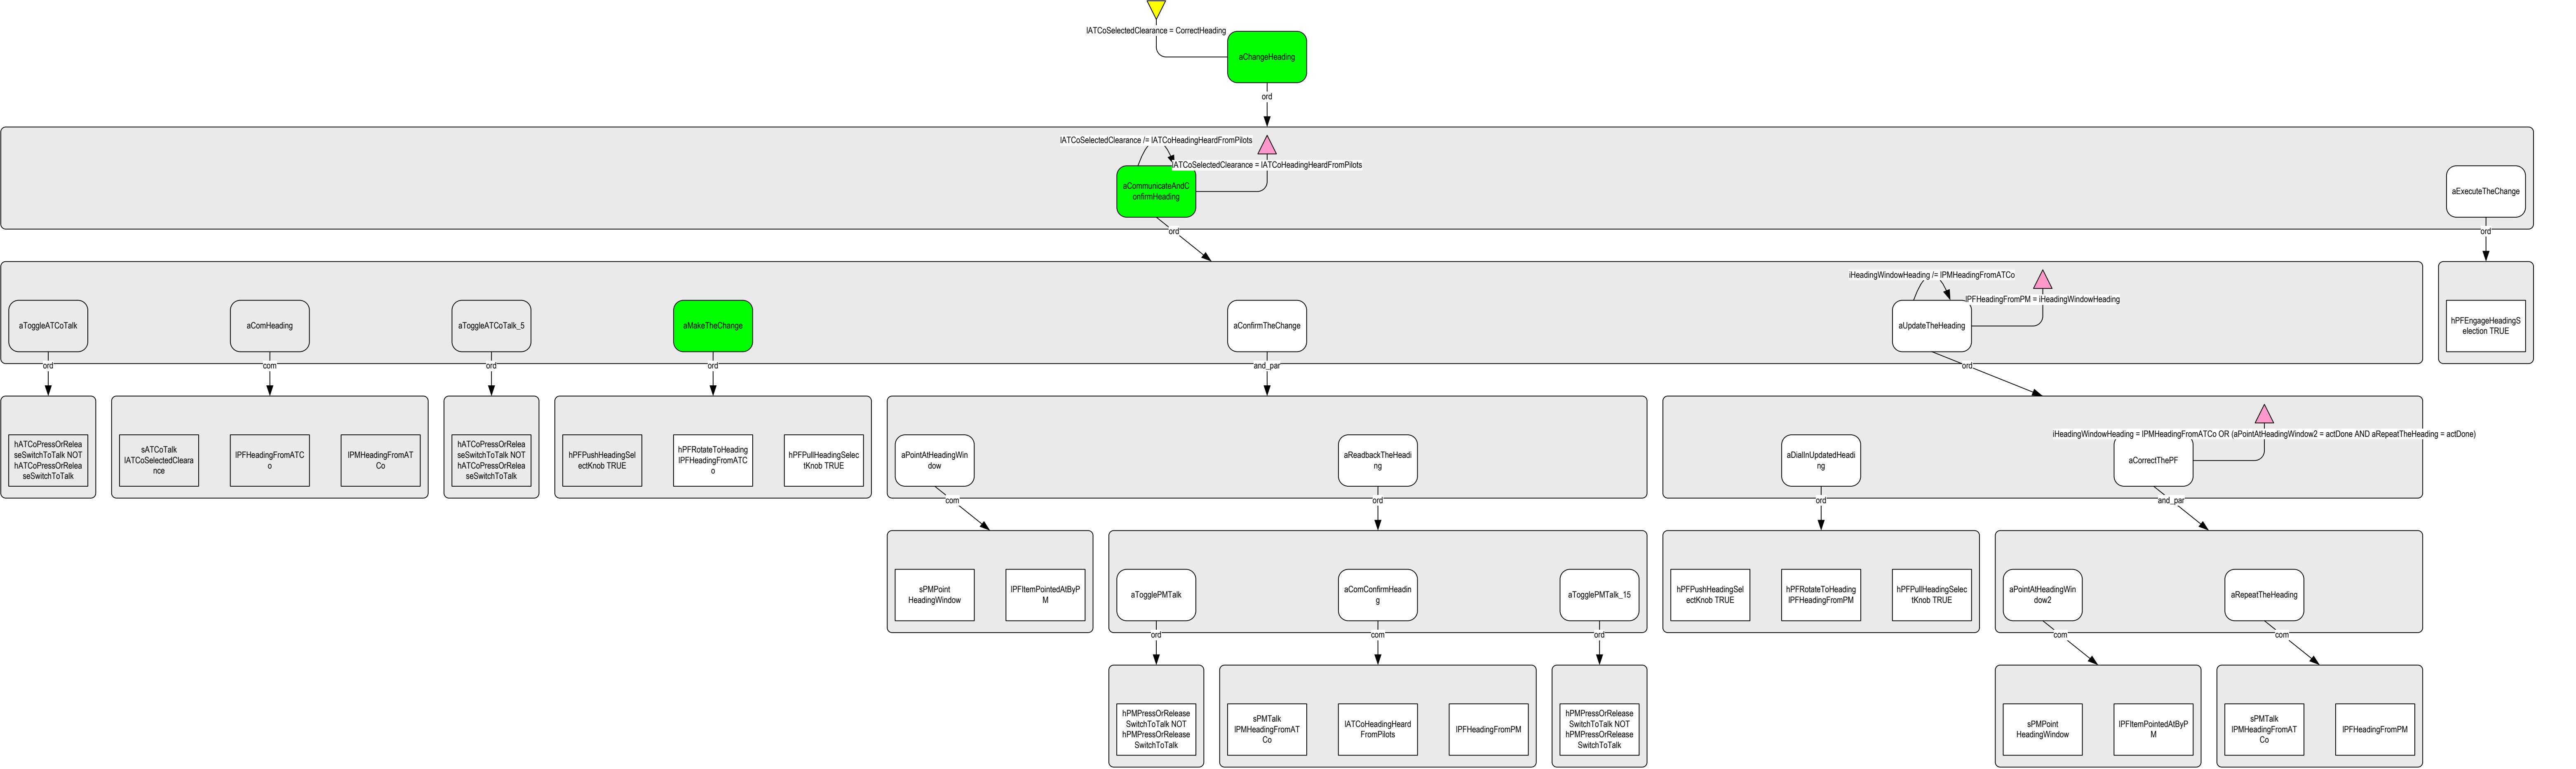 lATCoSelectedClearance = CorrectHeading
aChangeHeading
ord
lATCoSelectedClearance /= lATCoHeadingHeardFromPilots
lATCoSelectedClearance = lATCoHeadingHeardFromPilots
aCommunicateAndC
onfirmHeading
aExecuteTheChange
ord
ord
iHeadingWindowHeading /= lPMHeadingFromATCo
lPFHeadingFromPM = iHeadingWindowHeading
aToggleATCoTalk
aComHeading
aToggleATCoTalk_5
aMakeTheChange
aConfirmTheChange
aUpdateTheHeading
hPFEngageHeadingS
election TRUE
ord
com
ord
ord
and_par
ord
hATCoPressOrRelea
seSwitchToTalk NOT
hATCoPressOrRelea
seSwitchToTalk
sATCoTalk
lATCoSelectedCleara
nce
lPFHeadingFromATC
o
lPMHeadingFromAT
Co
hATCoPressOrRelea
seSwitchToTalk NOT
hATCoPressOrRelea
seSwitchToTalk
hPFPushHeadingSel
ectKnob TRUE
hPFRotateToHeading
lPFHeadingFromATC
o
hPFPullHeadingSelec
tKnob TRUE
aPointAtHeadingWin
dow
aReadbackTheHeadi
ng
aDialInUpdatedHeadi
ng
iHeadingWindowHeading = lPMHeadingFromATCo OR (aPointAtHeadingWindow2 = actDone AND aRepeatTheHeading = actDone)
aCorrectThePF
com
ord
ord
and_par
sPMPoint
HeadingWindow
lPFItemPointedAtByP
M
aTogglePMTalk
aComConfirmHeadin
g
aTogglePMTalk_15
hPFPushHeadingSel
ectKnob TRUE
hPFRotateToHeading
lPFHeadingFromPM
hPFPullHeadingSelec
tKnob TRUE
aPointAtHeadingWin
dow2
aRepeatTheHeading
ord
com
ord
com
com
hPMPressOrRelease
SwitchToTalk NOT
hPMPressOrRelease
SwitchToTalk
sPMTalk
lPMHeadingFromAT
Co
lATCoHeadingHeard
FromPilots
lPFHeadingFromPM
hPMPressOrRelease
SwitchToTalk NOT
hPMPressOrRelease
SwitchToTalk
sPMPoint
HeadingWindow
lPFItemPointedAtByP
M
sPMTalk
lPMHeadingFromAT
Co
lPFHeadingFromPM